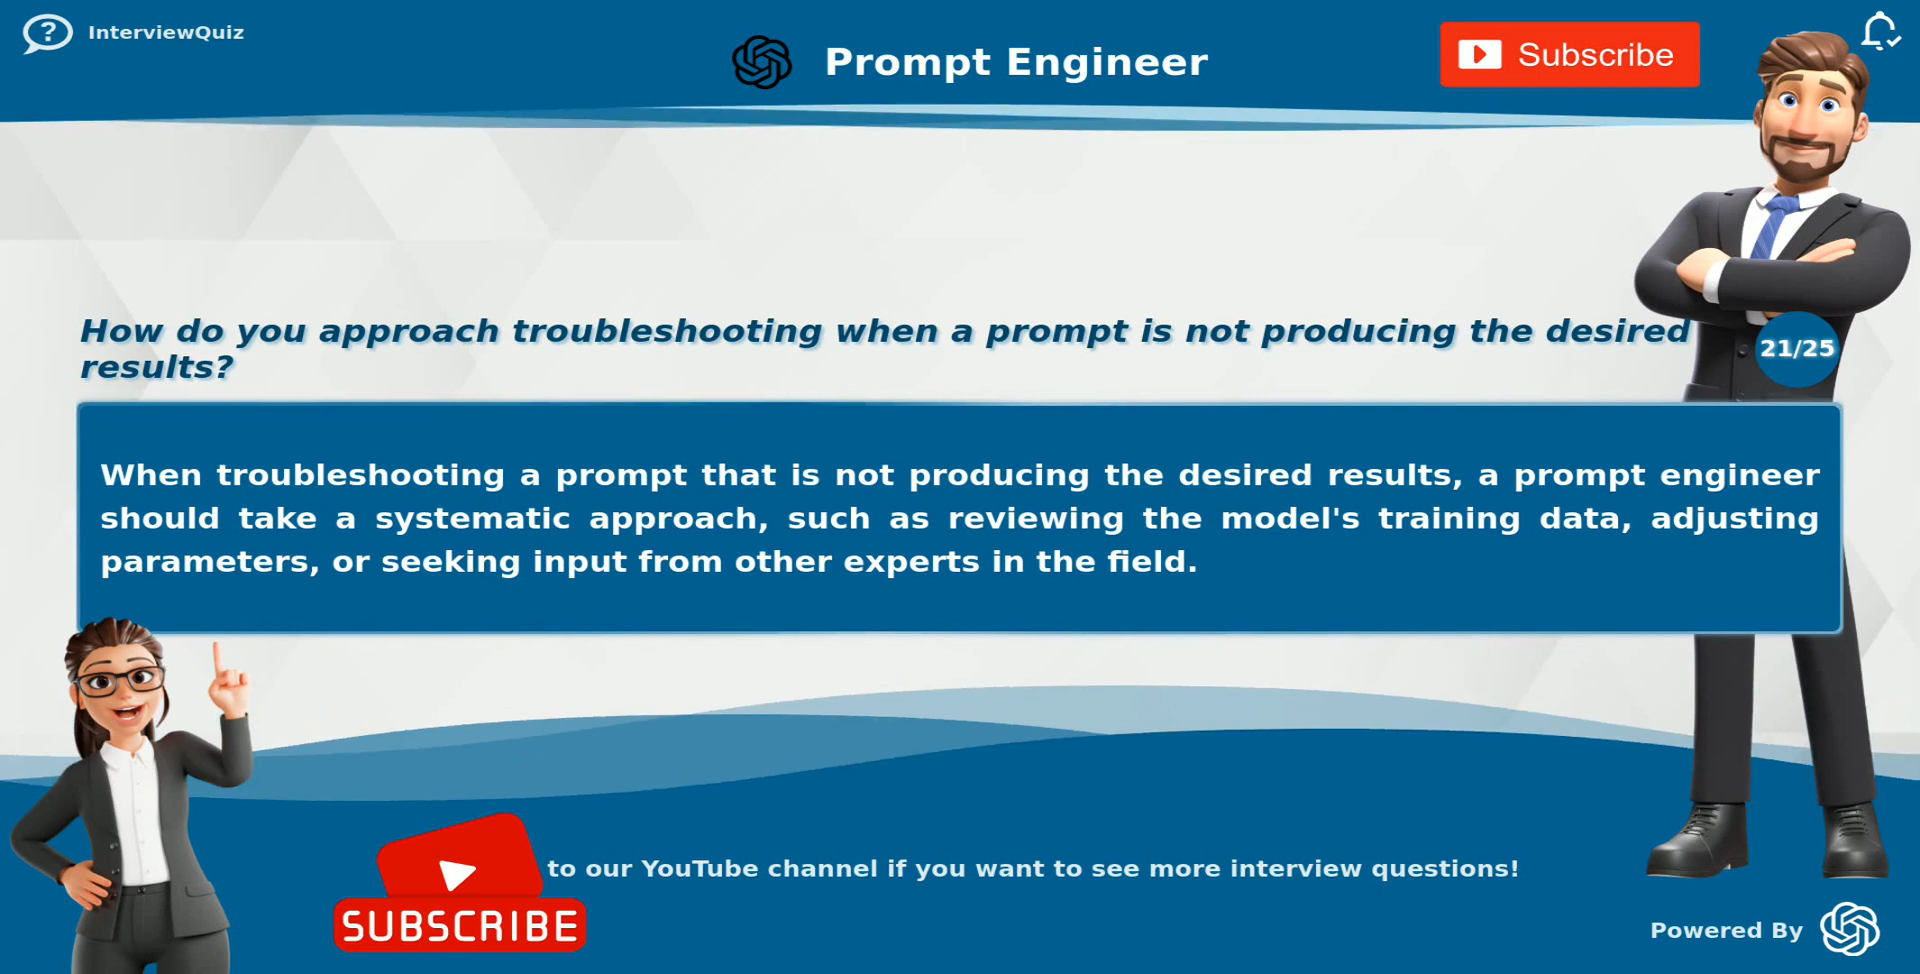 InterviewQuiz
Prompt Engineer
Subscribe
How do you approach troubleshooting when a prompt is not producing the desired
results?
21/25
When troubleshooting a prompt that is not producing the desired results, a prompt engineer
should take a systematic approach, such as reviewing the model's training data, adjusting
parameters, or seeking input from other experts in the field.
to our YouTube channel if you want to see more interview questions!
SUBSCRIBE
Powered By